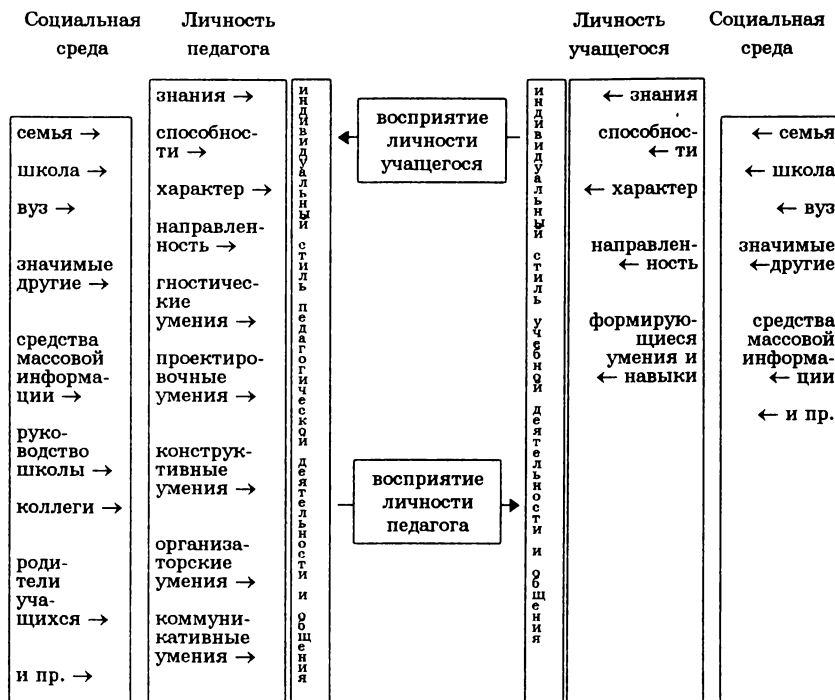 Социальная
среда
Личность
педагога
Личность
учащегося
Социальная
среда
семья →
школа →
вуз →
значимые
другие →
средства
массовой
информа-
ции →
руко-
водство
школы →
коллеги →
роди-
тели
уча-
щихся →
и пр. →
знания →
способнос-
ти →
характер →
направлен-
ность →
гностичес-
кие
умения →
проектиро-
вочные
умения →
конструк-
тивные
умения →
организа-
торские
умения →
коммуни-
кативные
умения →
индивидуальный стиль педагогической деятельности и общения
восприятие
личности
учащегося
восприятие
личности
педагога
индивидуальный стиль учебной деятельности и общения
← знания
способнос-
← ти
← характер
направлен-
← ность
формирую-
щиеся
умения и
← навыки
← семья
← школа
← вуз
значимые
←другие
средства
массовой
информа-
← ции
← и пр.